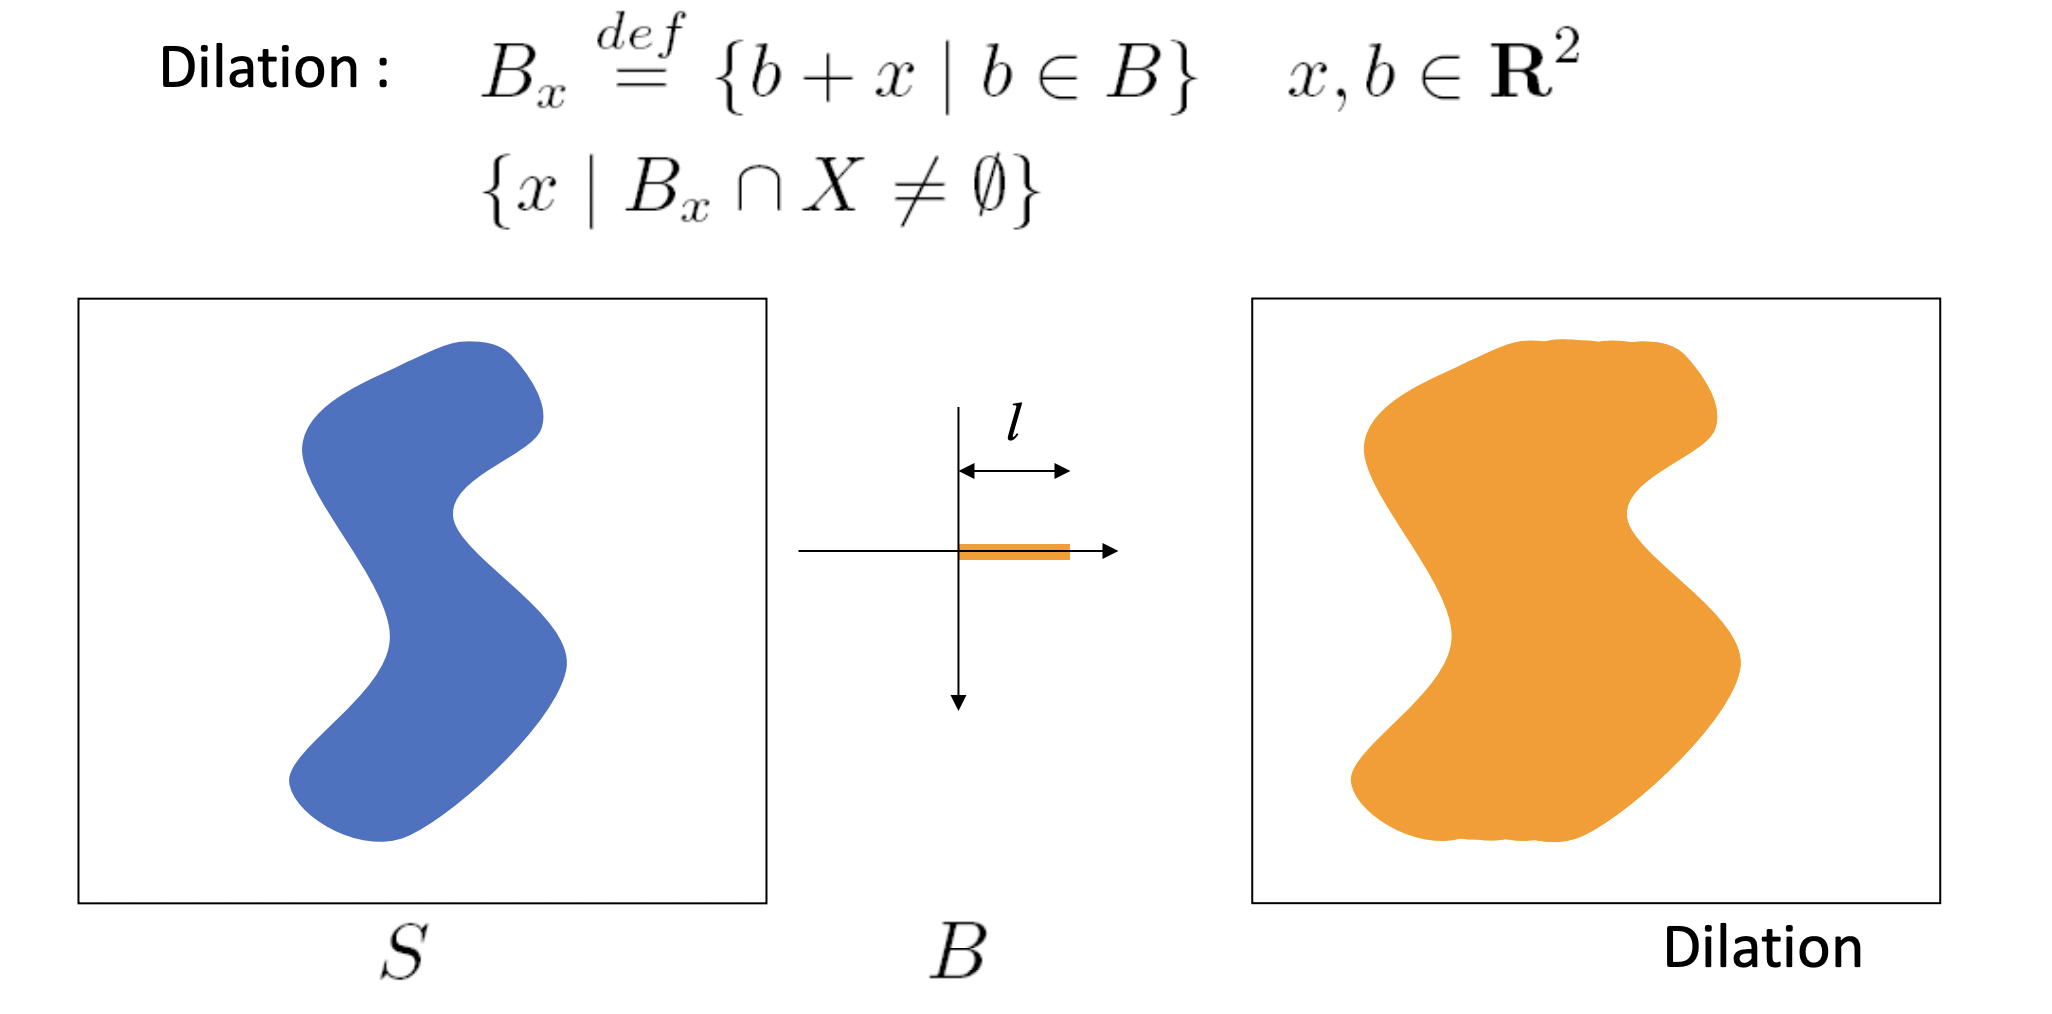 Dilation : $B_x \stackrel{def}{=} \{b + x \mid b \in B\} \quad x, b \in \mathbf{R}^2$
$\{x \mid B_x \cap X \neq \emptyset\}$
$l$
$S$
$B$
Dilation